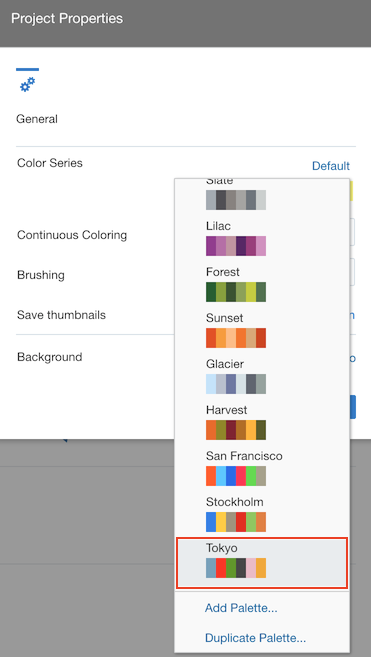 Project Properties
General
Color Series
Default
Slate
Lilac
Continuous Coloring
Forest
Brushing
Sunset
Save thumbnails
n
Background
Glacier
o
Harvest
San Francisco
Stockholm
Tokyo
Add Palette...
Duplicate Palette...